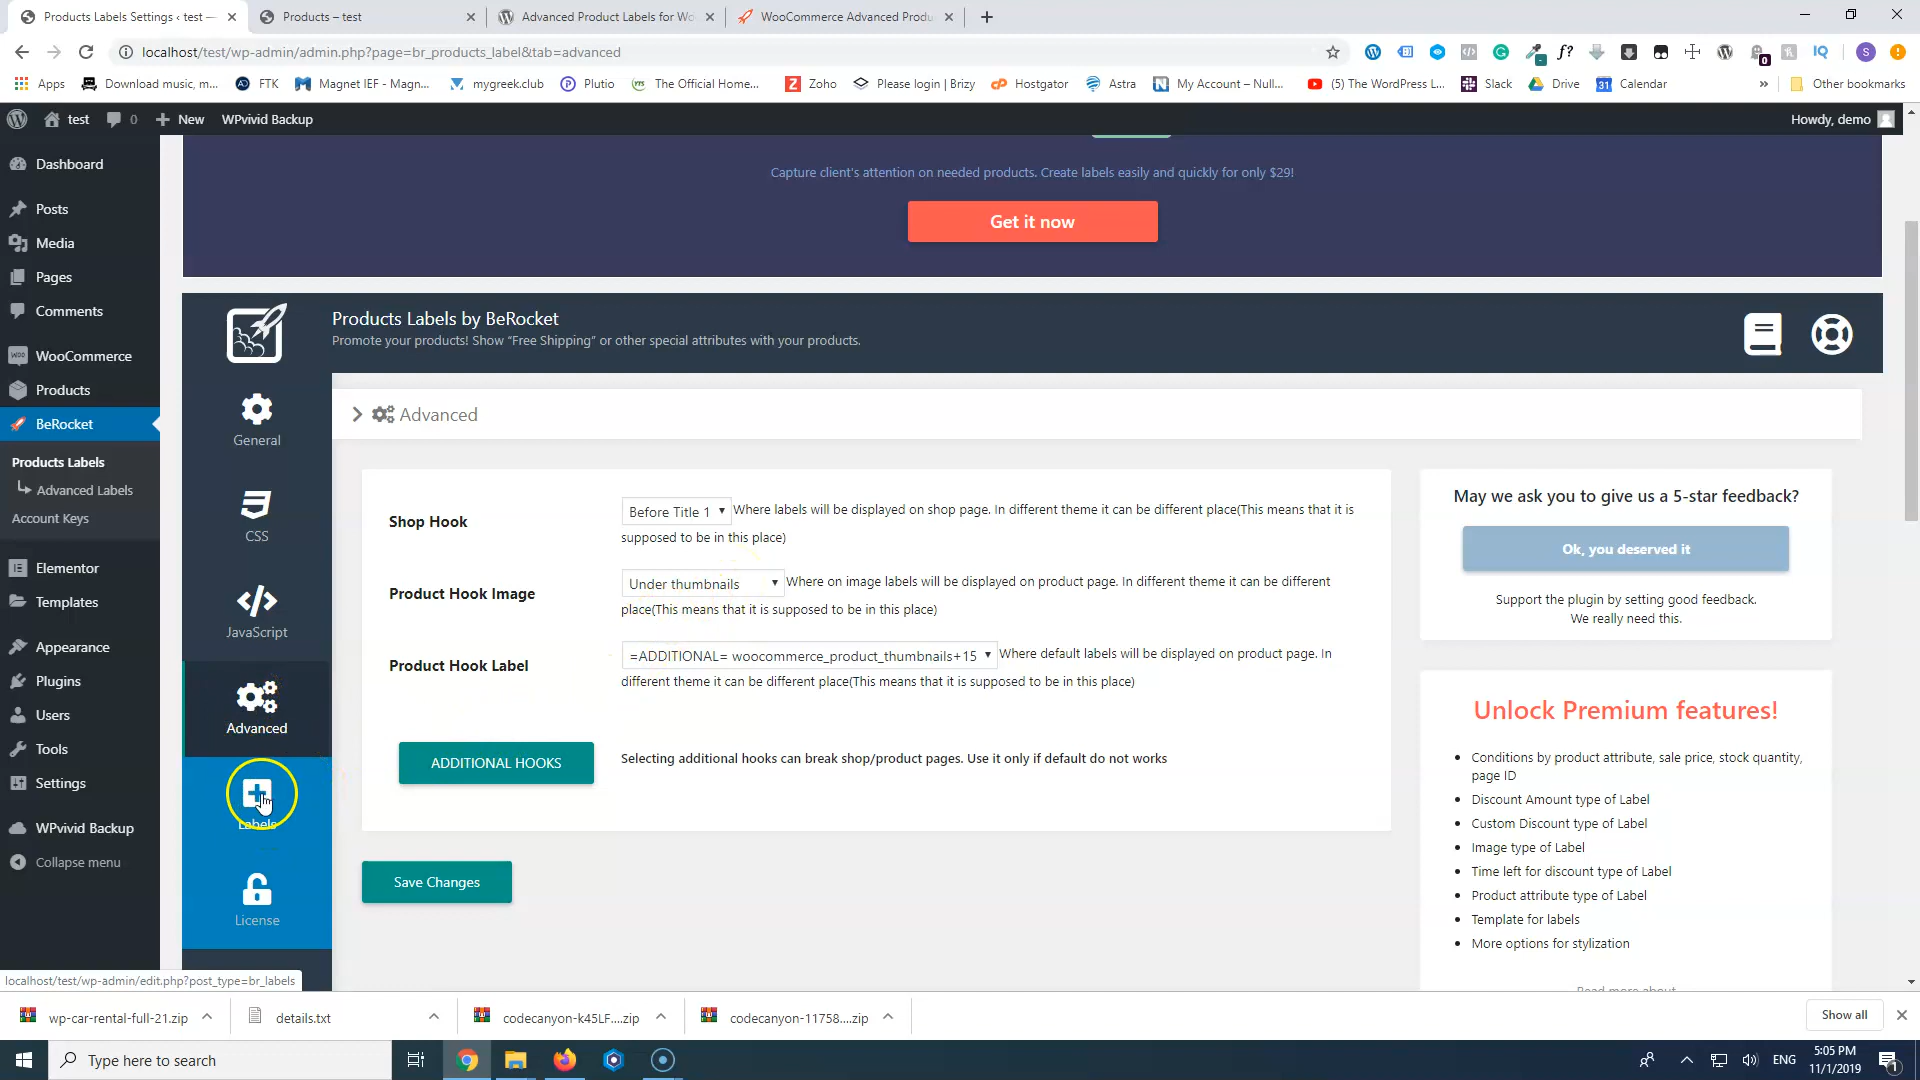 Products Labels Settings ‹ test —
Products – test
Advanced Product Labels for Wo
WooCommerce Advanced Produ
localhost/test/wp-admin/admin.php?page=br_products_label&tab=advanced
f?
IQ
S
0
Apps
Download music, m...
FTK
Magnet IEF - Magn...
mygreek.club
Plutio
The Official Home...
Zoho
Please login | Brizy
Hostgator
Astra
My Account – Null...
(5) The WordPress L...
Slack
Drive
31
Calendar
»
Other bookmarks
test
0
New
WPvivid Backup
Howdy, demo
Dashboard
Posts
Media
Pages
Comments
WooCommerce
Products
BeRocket
Products Labels
Advanced Labels
Account Keys
Elementor
Templates
Appearance
Plugins
Users
Tools
Settings
WPvivid Backup
Collapse menu
Capture client's attention on needed products. Create labels easily and quickly for only $29!
Get it now
Products Labels by BeRocket
Promote your products! Show “Free Shipping” or other special attributes with your products.
General
CSS
JavaScript
Advanced
Labels
License
Advanced
Shop Hook
Before Title 1
Where labels will be displayed on shop page. In different theme it can be different place(This means that it is
supposed to be in this place)
Product Hook Image
Under thumbnails
Where on image labels will be displayed on product page. In different theme it can be different
place(This means that it is supposed to be in this place)
Product Hook Label
=ADDITIONAL= woocommerce_product_thumbnails+15
Where default labels will be displayed on product page. In
different theme it can be different place(This means that it is supposed to be in this place)
ADDITIONAL HOOKS
Selecting additional hooks can break shop/product pages. Use it only if default do not works
Save Changes
May we ask you to give us a 5-star feedback?
Ok, you deserved it
Support the plugin by setting good feedback.
We really need this.
Unlock Premium features!
Conditions by product attribute, sale price, stock quantity,
page ID
Discount Amount type of Label
Custom Discount type of Label
Image type of Label
Time left for discount type of Label
Product attribute type of Label
Template for labels
More options for stylization
Read more about
localhost/test/wp-admin/edit.php?post_type=br_labels
wp-car-rental-full-21.zip
details.txt
codecanyon-k45LF....zip
codecanyon-11758....zip
Show all
Type here to search
ENG
5:05 PM
11/1/2019
1